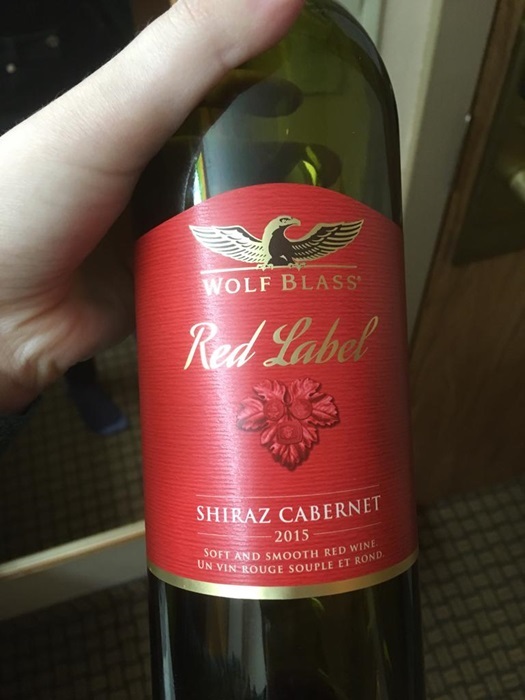 WOLF BLASS®
Red Label
SHIRAZ CABERNET
2015
SOFT AND SMOOTH RED WINE.
UN VIN ROUGE SOUPLE ET ROND.